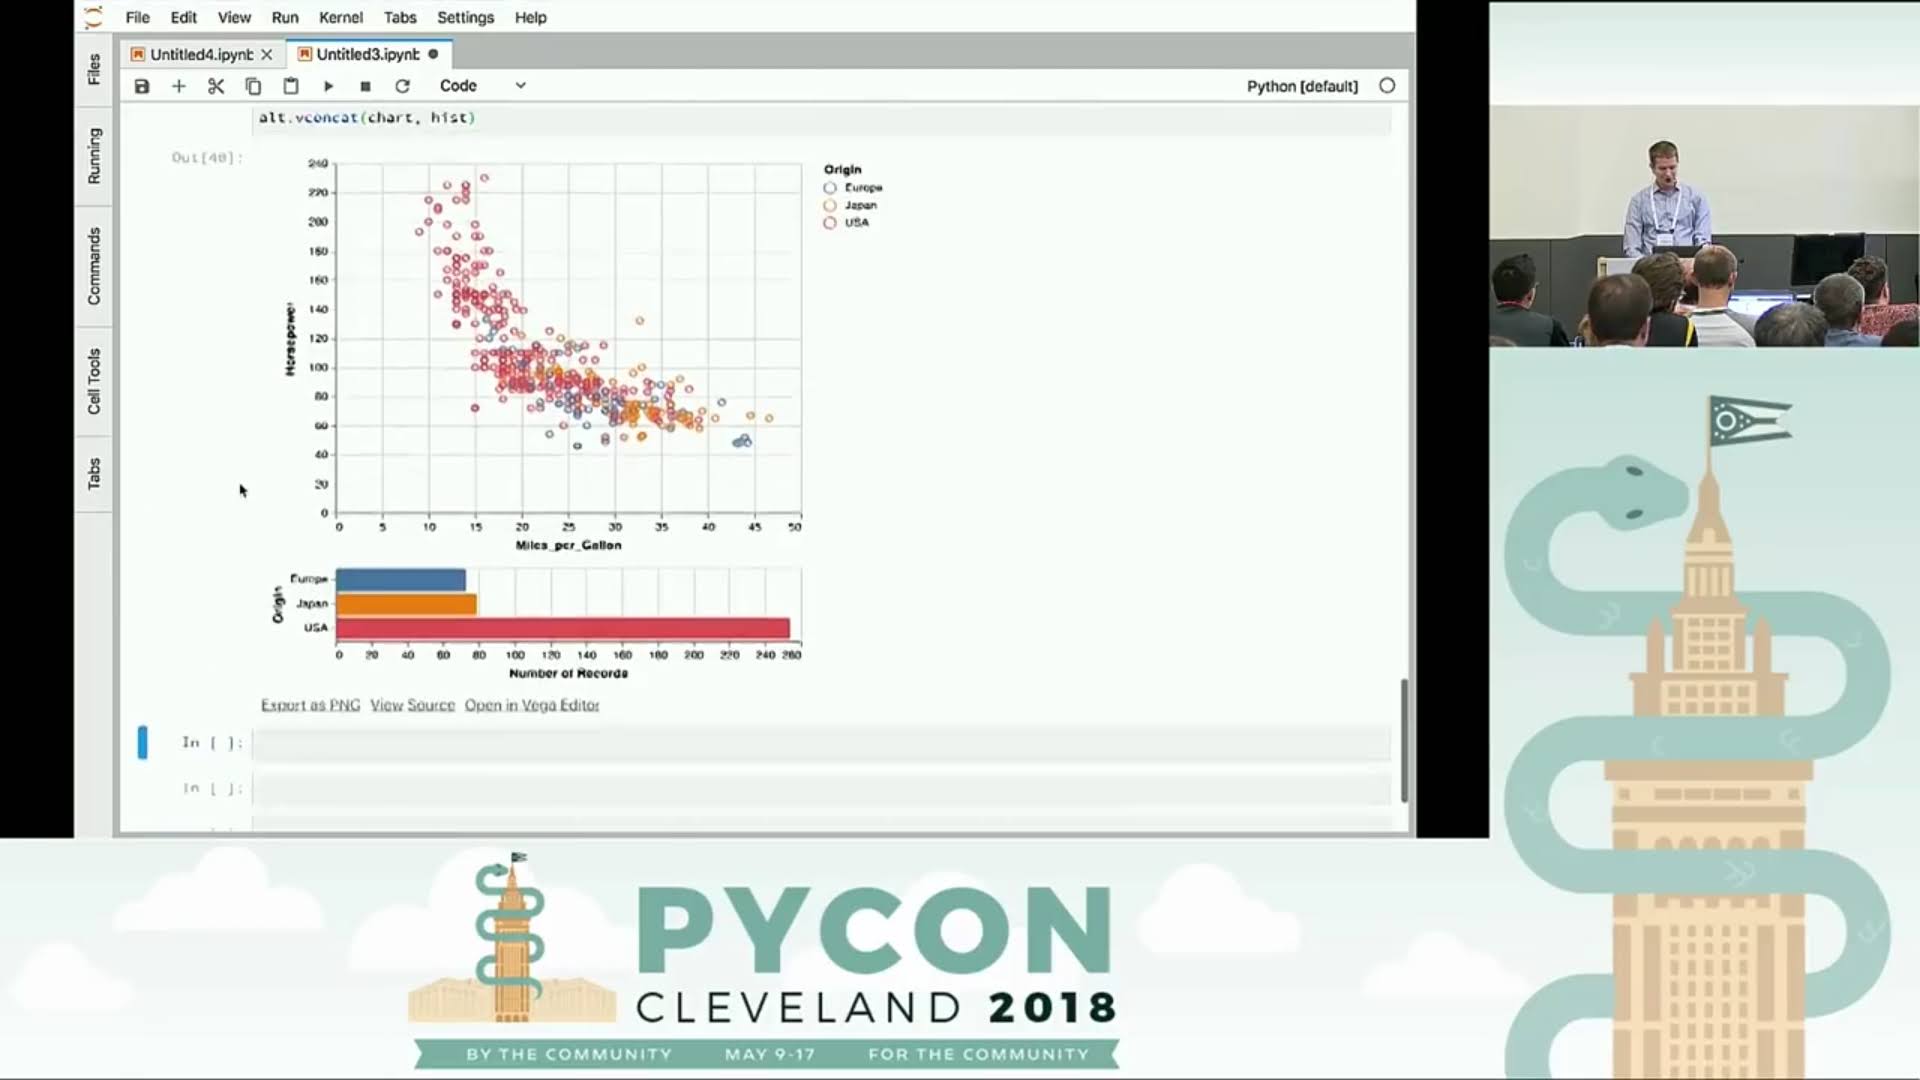 File Edit View Run Kernel Tabs Settings Help
Untitled4.ipynb
Untitled3.ipynb
Code
Python [default]
Files
Running
Commands
Cell Tools
Tabs
alt.vconcat(chart, hist)
Out[40]:
240
220
200
180
160
140
120
100
80
60
40
20
0
Horsepower
0 5 10 15 20 25 30 35 40 45 50
Miles_per_Gallon
Origin
Europe
Japan
USA
Origin
Europe
Japan
USA
0 20 40 60 80 100 120 140 160 180 200 220 240 260
Number of Records
Export as PNG View Source Open in Vega Editor
In [ ]:
In [ ]:
PYCON
CLEVELAND 2018
BY THE COMMUNITY MAY 9-17 FOR THE COMMUNITY